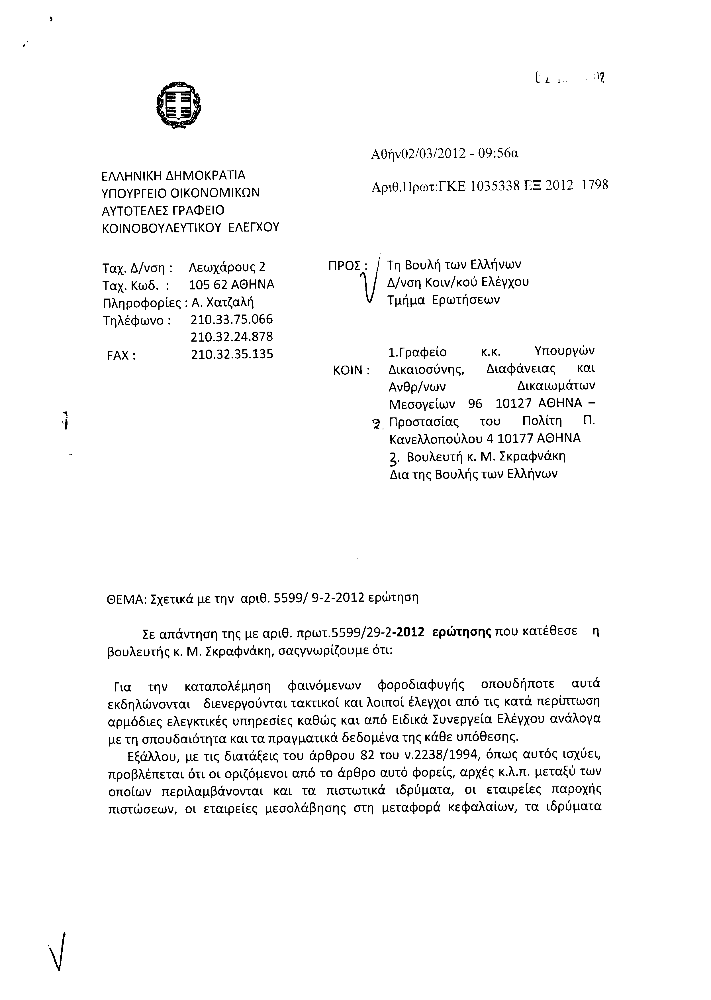 Αθήν02/03/2012 - 09:56α
ΕΛΛΗΝΙΚΗ ΔΗΜΟΚΡΑΤΙΑ
ΥΠΟΥΡΓΕΙΟ ΟΙΚΟΝΟΜΙΚΩΝ
ΑΥΤΟΤΕΛΕΣ ΓΡΑΦΕΙΟ
ΚΟΙΝΟΒΟΥΛΕΥΤΙΚΟΥ ΕΛΕΓΧΟΥ
Αριθ.Πρωτ:ΓΚΕ 1035338 ΕΞ 2012 1798
Ταχ. Δ/νση : Λεωχάρους 2
Ταχ. Κωδ. : 105 62 ΑΘΗΝΑ
Πληροφορίες : Α. Χατζαλή
Τηλέφωνο : 210.33.75.066
210.32.24.878
FAX : 210.32.35.135
ΠΡΟΣ : Τη Βουλή των Ελλήνων
Δ/νση Κοιν/κού Ελέγχου
Τμήμα Ερωτήσεων
1.Γραφείο κ.κ. Υπουργών
ΚΟΙΝ : Δικαιοσύνης, Διαφάνειας και
Ανθρ/νων Δικαιωμάτων
Μεσογείων 96 10127 ΑΘΗΝΑ –
2. Προστασίας του Πολίτη Π.
Κανελλοπούλου 4 10177 ΑΘΗΝΑ
3. Βουλευτή κ. Μ. Σκραφνάκη
Δια της Βουλής των Ελλήνων
ΘΕΜΑ: Σχετικά με την αριθ. 5599/ 9-2-2012 ερώτηση
Σε απάντηση της με αριθ. πρωτ.5599/29-2-2012 ερώτησης που κατέθεσε η
βουλευτής κ. Μ. Σκραφνάκη, σαςγνωρίζουμε ότι:
Για την καταπολέμηση φαινόμενων φοροδιαφυγής οπουδήποτε αυτά
εκδηλώνονται διενεργούνται τακτικοί και λοιποί έλεγχοι από τις κατά περίπτωση
αρμόδιες ελεγκτικές υπηρεσίες καθώς και από Ειδικά Συνεργεία Ελέγχου ανάλογα
με τη σπουδαιότητα και τα πραγματικά δεδομένα της κάθε υπόθεσης.
Εξάλλου, με τις διατάξεις του άρθρου 82 του ν.2238/1994, όπως αυτός ισχύει,
προβλέπεται ότι οι οριζόμενοι από το άρθρο αυτό φορείς, αρχές κ.λ.π. μεταξύ των
οποίων περιλαμβάνονται και τα πιστωτικά ιδρύματα, οι εταιρείες παροχής
πιστώσεων, οι εταιρείες μεσολάβησης στη μεταφορά κεφαλαίων, τα ιδρύματα